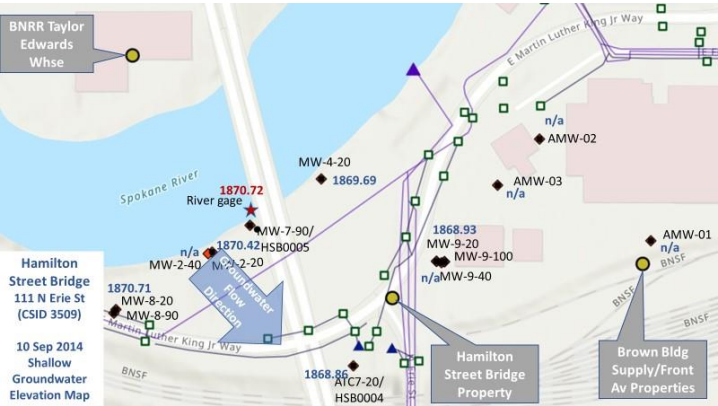 BNRR Taylor
Edwards
Whse
E Martin Luther King Jr Way
n/a
AMW-02
MW-4-20
1869.69
AMW-03
n/a
Spokane River
1870.72
River gage
MW-7-90/
HSB0005
1868.93
MW-9-20
MW-9-100
n/a
MW-9-40
AMW-01
n/a
n/a
1870.42
MW-2-40
MW-2-20
Groundwater
Flow
Direction
Hamilton
Street Bridge
111 N Erie St
(CSID 3509)
10 Sep 2014
Shallow
Groundwater
Elevation Map
1870.71
MW-8-20
MW-8-90
E Martin Luther King Jr Way
BNSF
BNSF
BNSF
BNSF
1868.86
ATC7-20/
HSB0004
Erie St
Hamilton
Street Bridge
Property
Brown Bldg
Supply/Front
Av Properties